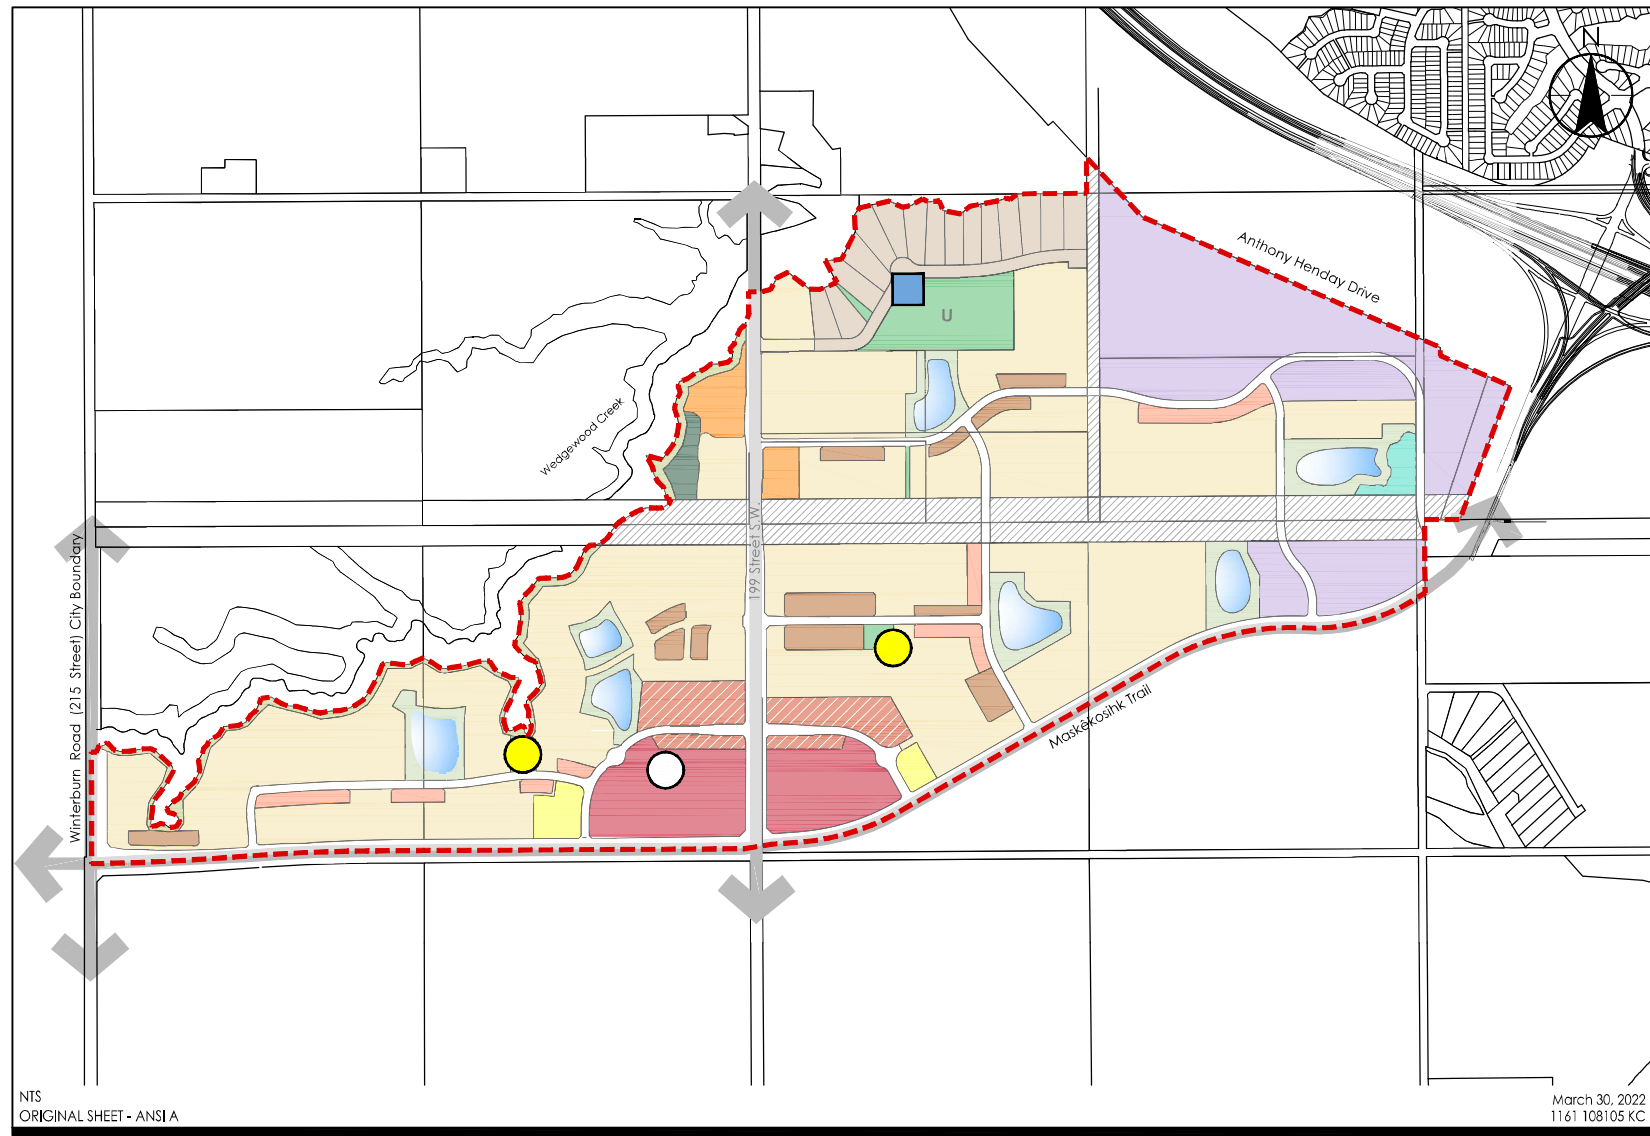 N
Anthony Henday Drive
U
Wedgewood Creek
199 Street S.W.
Winterburn Road (215 Street) City Boundary
Maskêkosihk Trail
NTS
ORIGINAL SHEET - ANSI A
March 30, 2022
1161 108105 KC